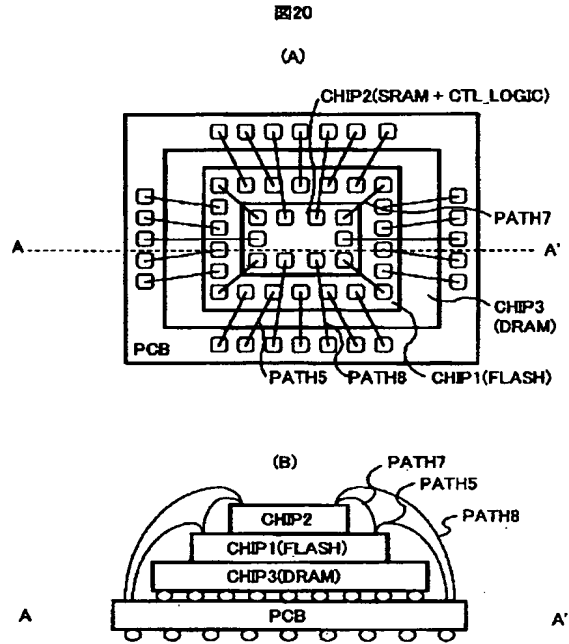 図20
(A)
CHIP2(SRAM + CTL_LOGIC)
PATH7
A
A'
CHIP3
(DRAM)
PCB
PATH5
PATH8
CHIP1(FLASH)
(B)
PATH7
PATH5
CHIP2
PATH8
CHIP1(FLASH)
CHIP3(DRAM)
A
PCB
A'